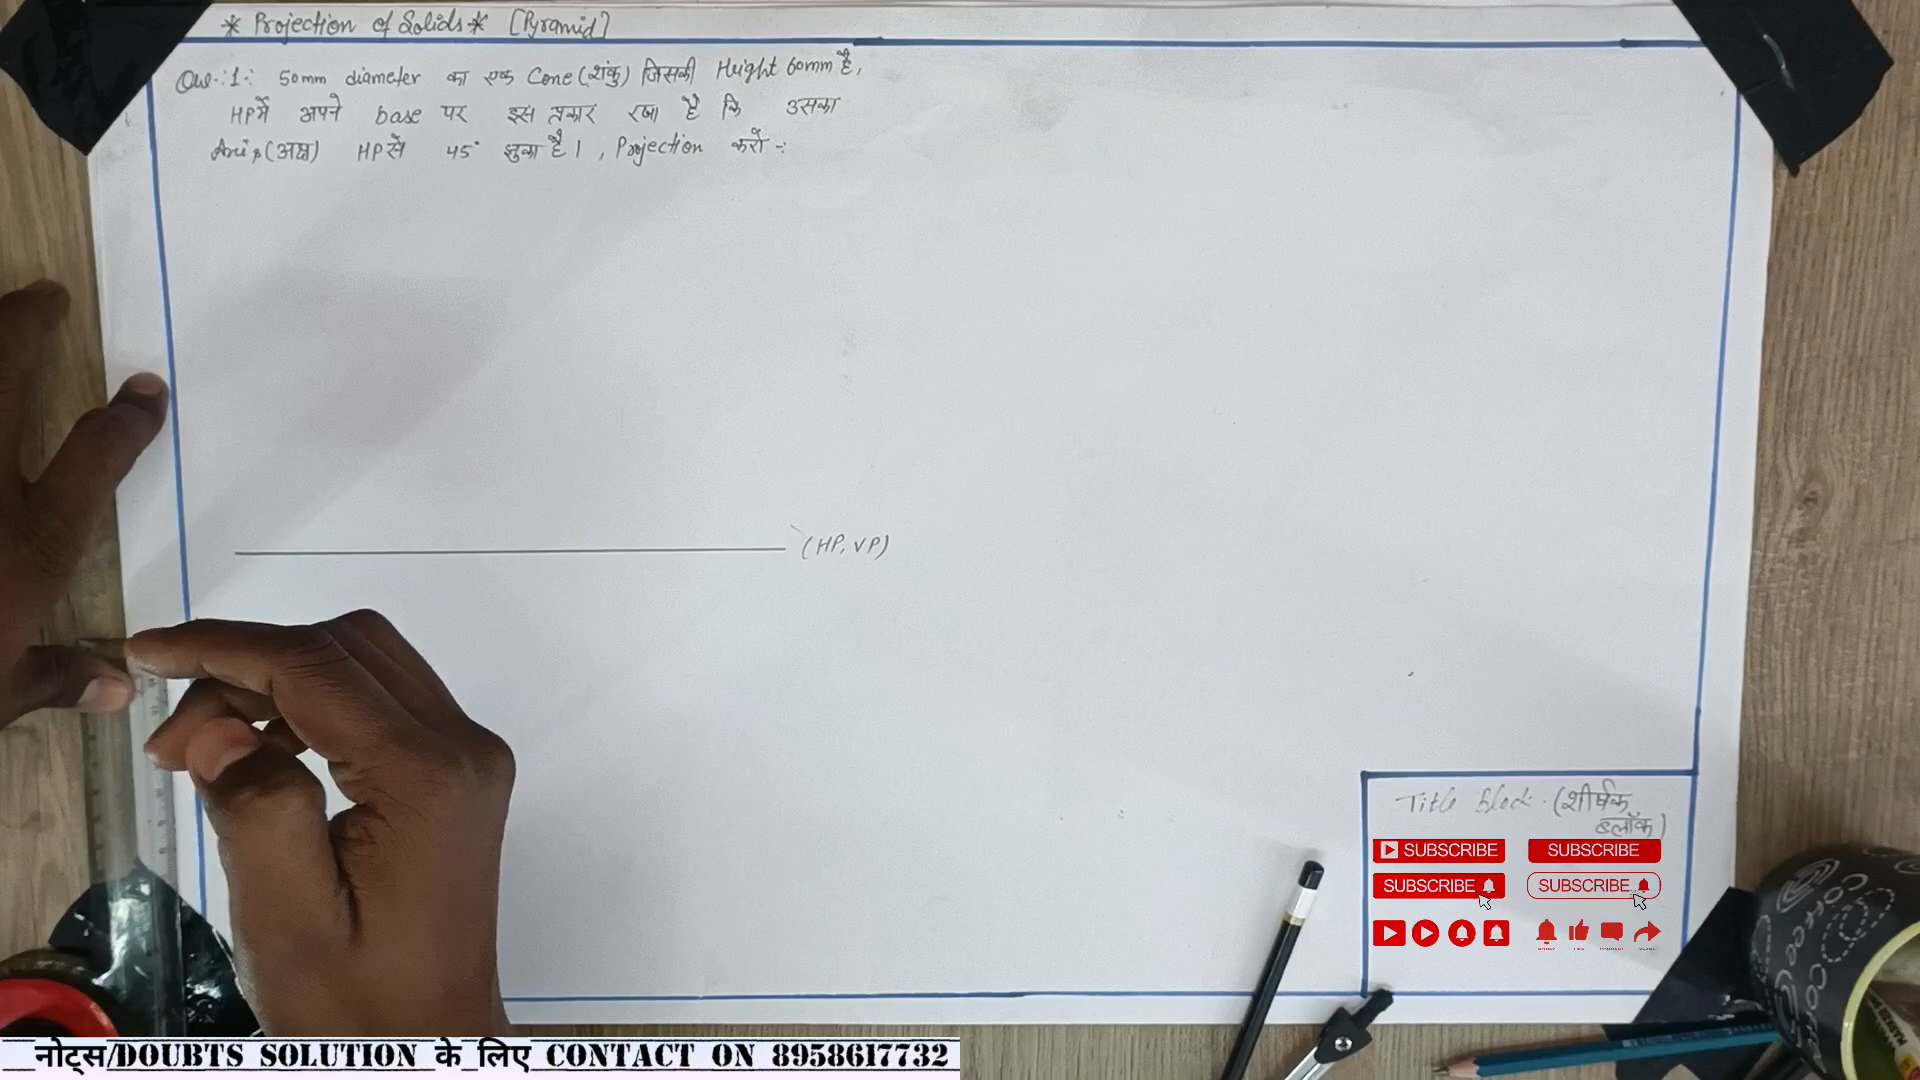 * Projection of Solids * [Pyramid]
Que.:1:- 50mm diameter का एक Cone (शंकु) जिसकी Height 60mm है,
HP में अपने base पर इस प्रकार रखा है कि उसका
Axis (अक्ष) HP से 45° झुका है। , Projection करो -:
(HP, VP)
Title Block. (शीर्षक
ब्लॉक)
SUBSCRIBE SUBSCRIBE
SUBSCRIBE SUBSCRIBE
नोट्स/DOUBTS SOLUTION के लिए CONTACT ON 8958617732